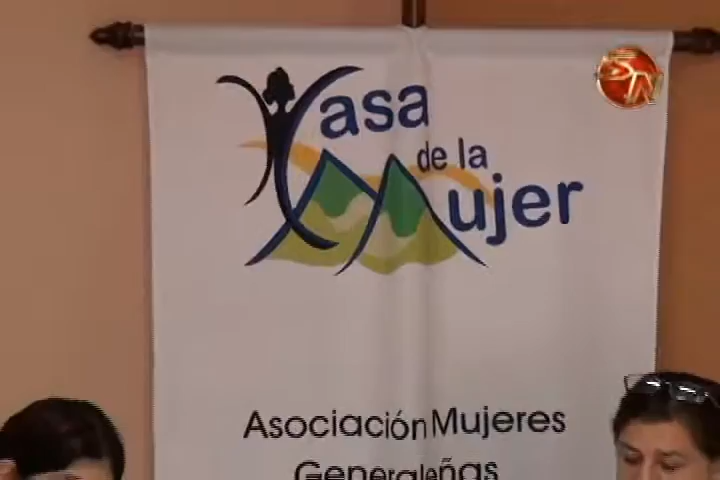 Casa
de la
Mujer
Asociación Mujeres
Generaleñas